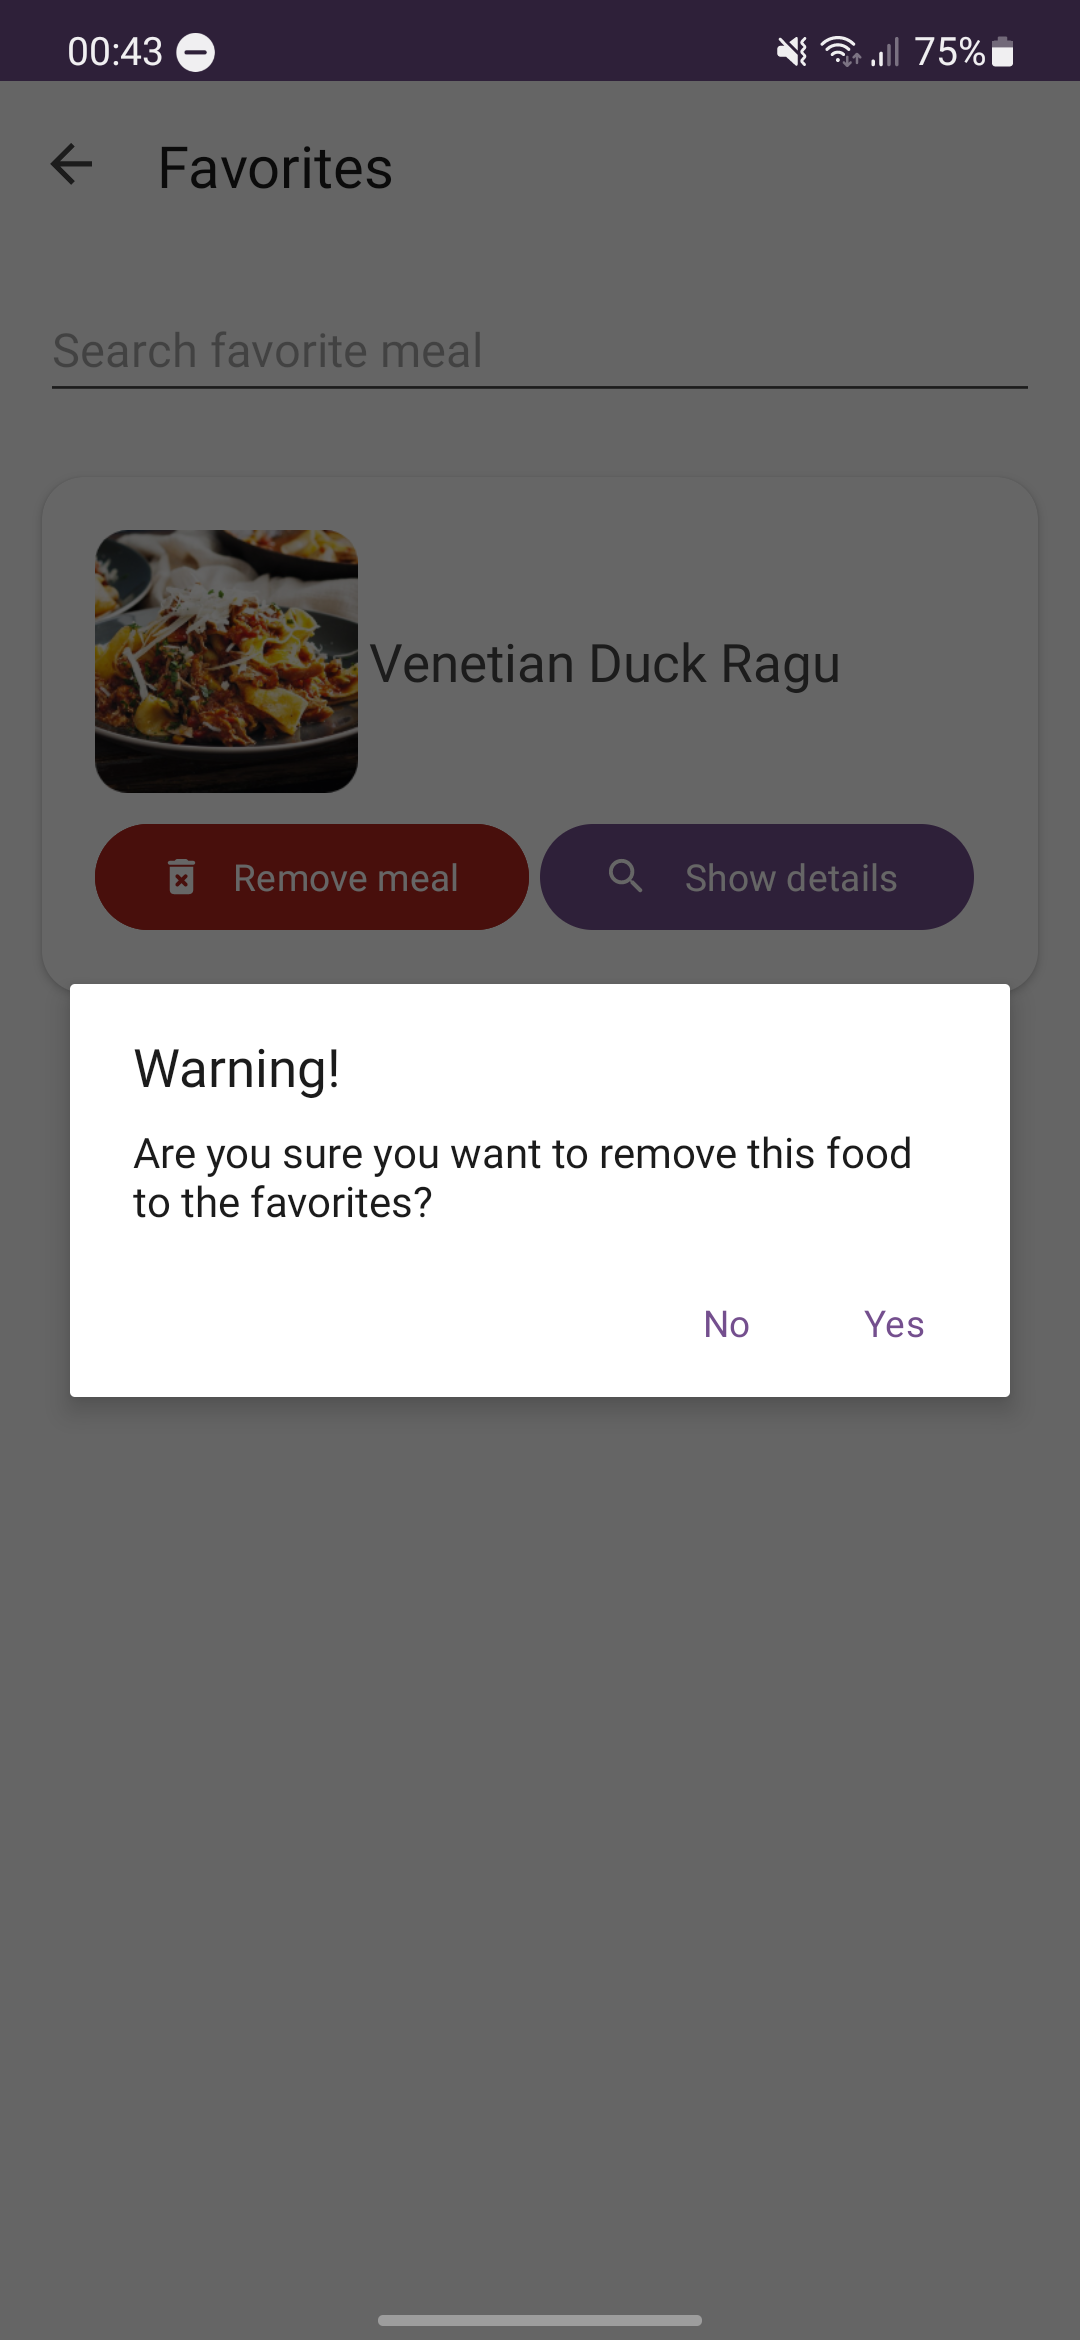 00:43 75%
Favorites
Search favorite meal
Venetian Duck Ragu
Remove meal Show details
Warning!
Are you sure you want to remove this food
to the favorites?
No Yes